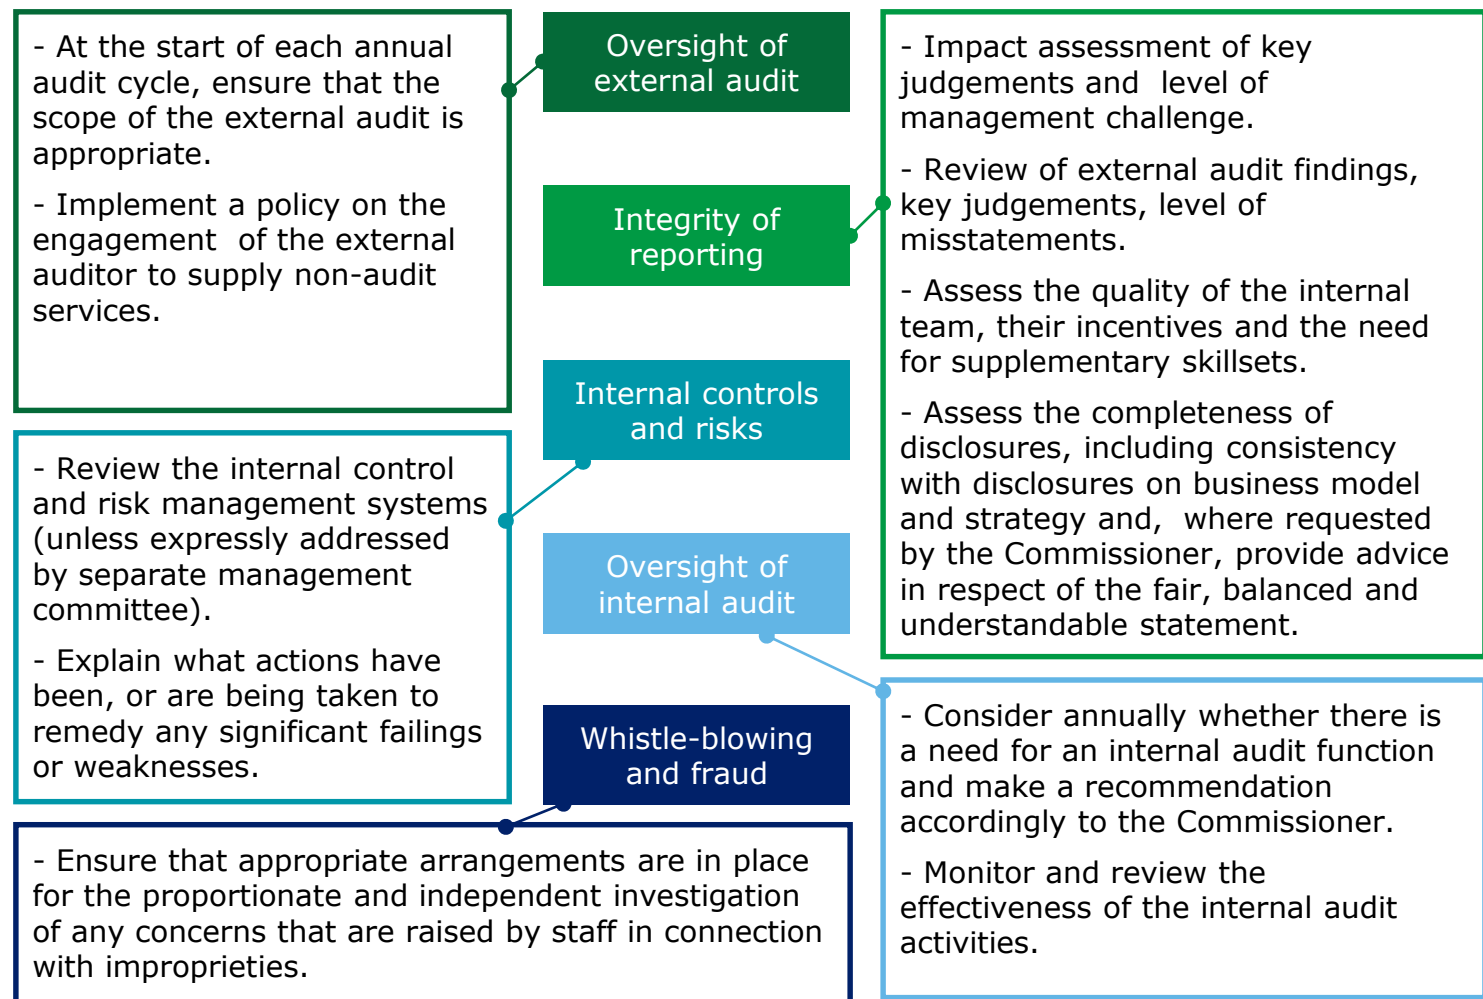 - At the start of each annual
audit cycle, ensure that the
scope of the external audit is
appropriate.
- Implement a policy on the
engagement  of the external
auditor to supply non-audit
services.
Oversight of
external audit
Integrity of
reporting
- Impact assessment of key
judgements and  level of
management challenge.
- Review of external audit findings,
key judgements, level of
misstatements.
- Assess the quality of the internal
team, their incentives and the need
for supplementary skillsets.
- Assess the completeness of
disclosures, including consistency
with disclosures on business model
and strategy and,  where requested
by the Commissioner, provide advice
in respect of the fair, balanced and
understandable statement.
Internal controls
and risks
- Review the internal control
and risk management systems
(unless expressly addressed
by separate management
committee).
- Explain what actions have
been, or are being taken to
remedy any significant failings
or weaknesses.
Oversight of
internal audit
- Consider annually whether there is
a need for an internal audit function
and make a recommendation
accordingly to the Commissioner.
- Monitor and review the
effectiveness of the internal audit
activities.
Whistle-blowing
and fraud
- Ensure that appropriate arrangements are in place
for the proportionate and independent investigation
of any concerns that are raised by staff in connection
with improprieties.